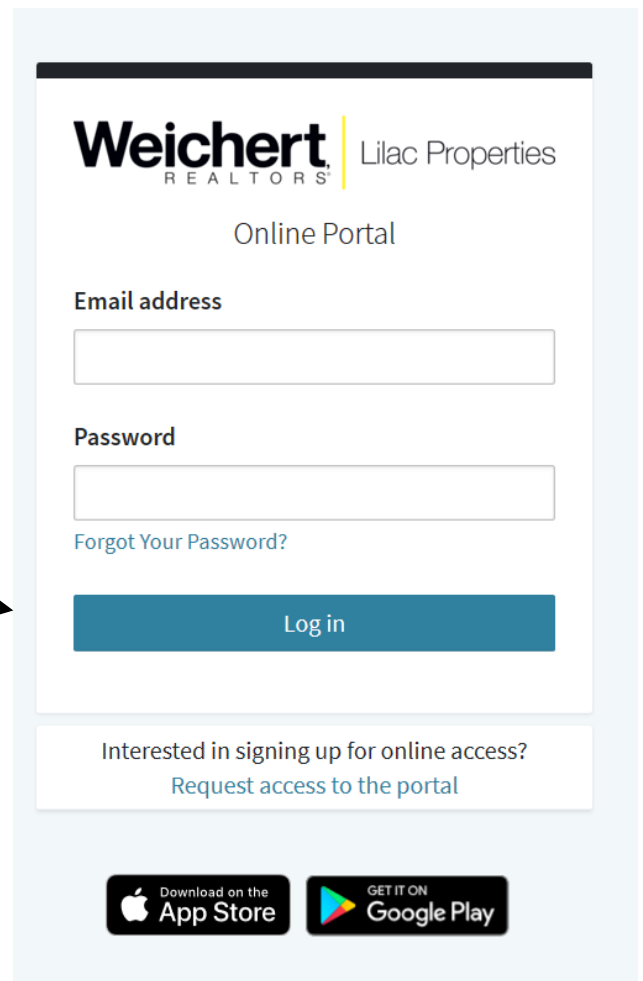 Weichert, Lilac Properties
REALTORS®
Online Portal
Email address
Password
Forgot Your Password?
Log in
Interested in signing up for online access?
Request access to the portal
Download on the GET IT ON
App Store Google Play